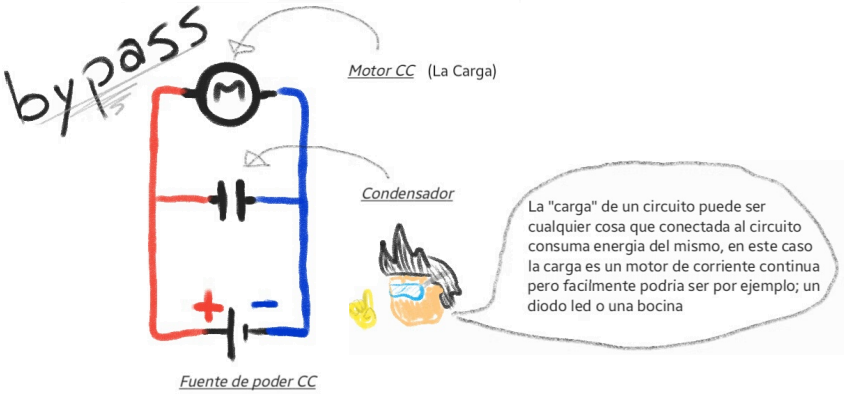 bypass
M
Motor CC (La Carga)
Condensador
La "carga" de un circuito puede ser
cualquier cosa que conectada al circuito
consuma energia del mismo, en este caso
la carga es un motor de corriente continua
pero facilmente podria ser por ejemplo; un
diodo led o una bocina
+ −
Fuente de poder CC